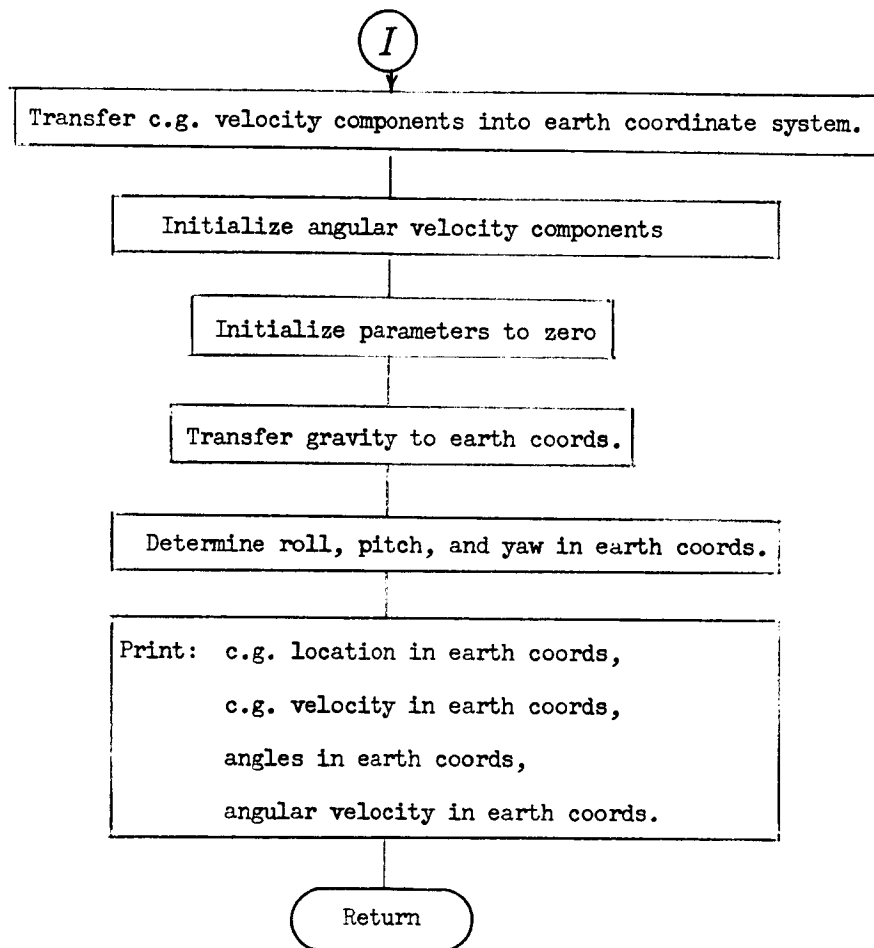 I
Transfer c.g. velocity components into earth coordinate system.
Initialize angular velocity components
Initialize parameters to zero
Transfer gravity to earth coords.
Determine roll, pitch, and yaw in earth coords.
Print: c.g. location in earth coords,
c.g. velocity in earth coords,
angles in earth coords,
angular velocity in earth coords.
Return